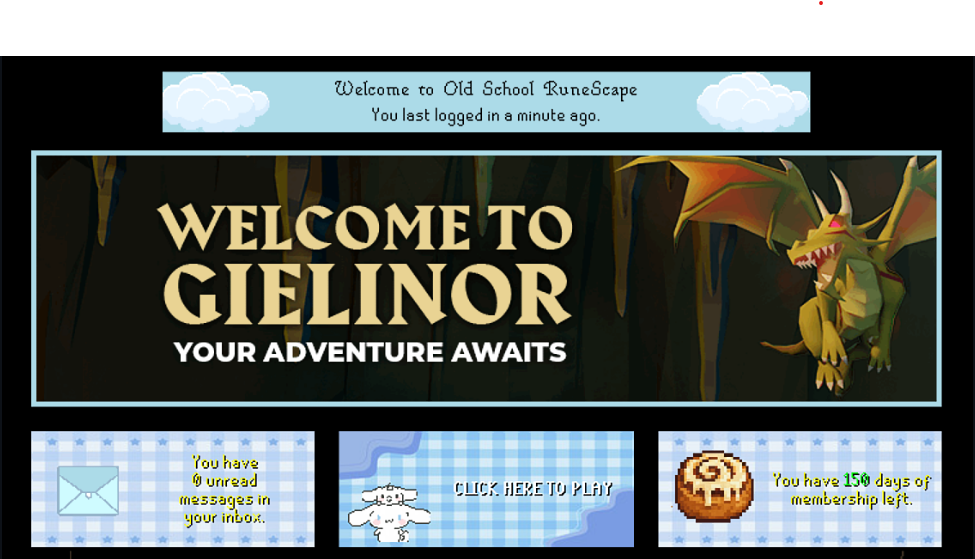 Welcome to Old School RuneScape
You last logged in a minute ago.
WELCOME TO
GIELINOR
YOUR ADVENTURE AWAITS
You have
0 unread
messages in
your inbox.
CLICK HERE TO PLAY
You have 150 days of
membership left.